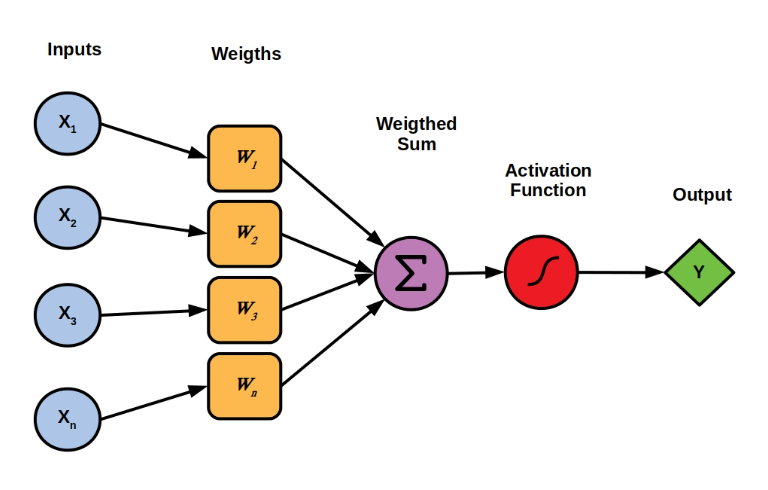 Inputs
Weigths
Weigthed
Sum
Activation
Function
Output
X1
X2
X3
Xn
W1
W2
W3
Wn
Σ
Y